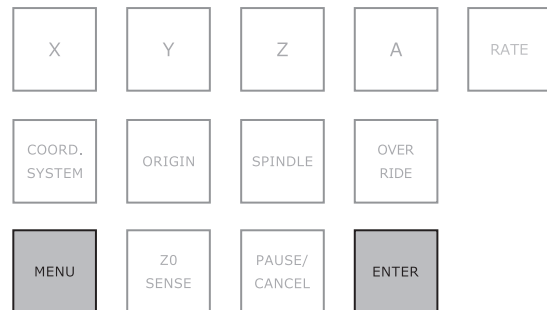 X Y Z A RATE
COORD. SYSTEM ORIGIN SPINDLE OVER RIDE
MENU Z0 SENSE PAUSE/ CANCEL ENTER